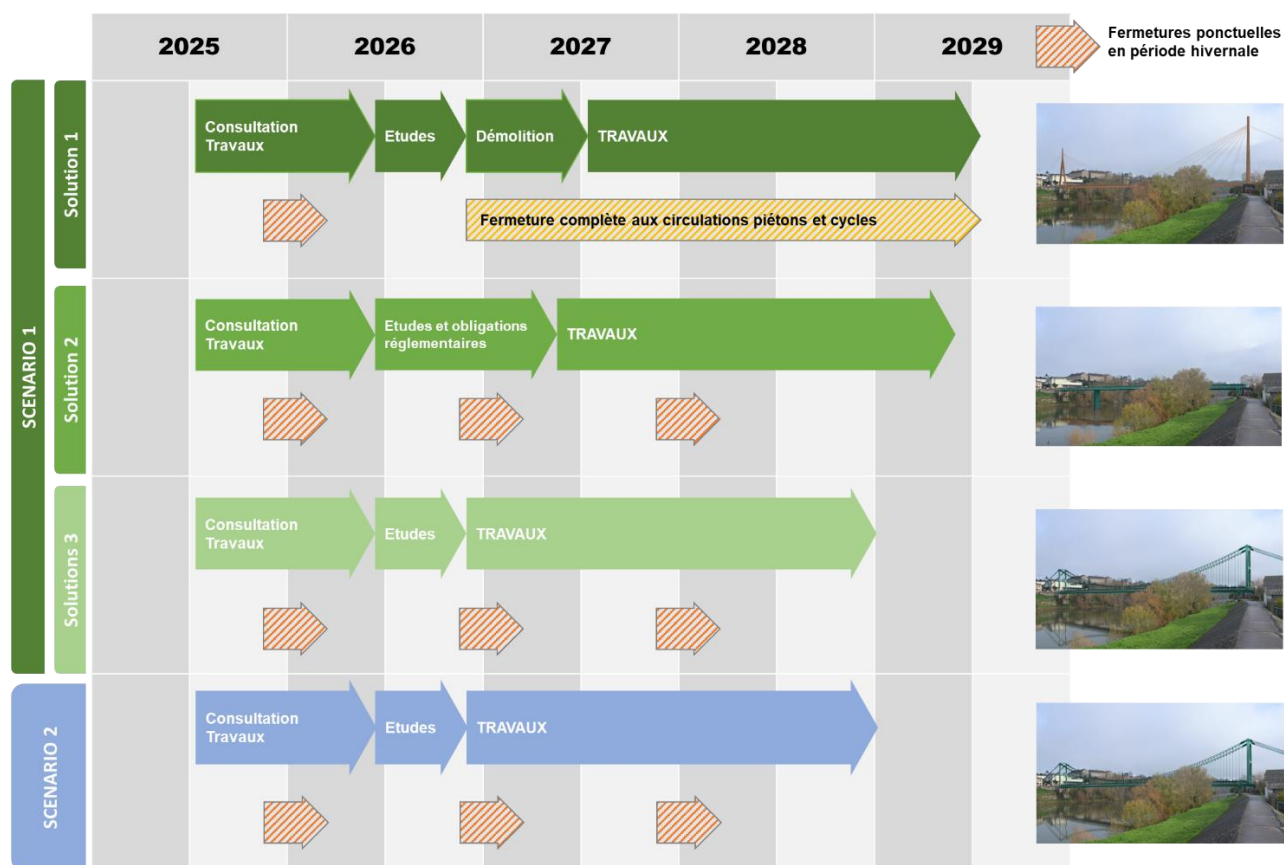 2025
2026
2027
2028
2029
Fermetures ponctuelles
en période hivernale
SCENARIO 1
Solution 1
Consultation
Travaux
Etudes
Démolition
TRAVAUX
Fermeture complète aux circulations piétons et cycles
Solution 2
Consultation
Travaux
Etudes et obligations
réglementaires
TRAVAUX
Solutions 3
Consultation
Travaux
Etudes
TRAVAUX
SCENARIO 2
Consultation
Travaux
Etudes
TRAVAUX